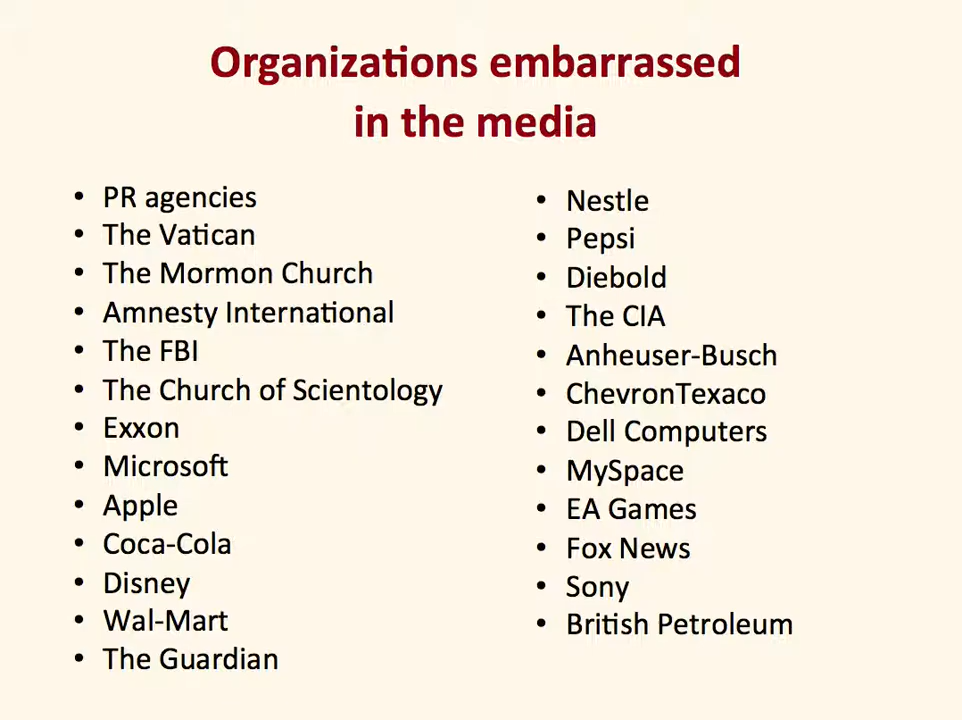 Organizations embarrassed
in the media
• PR agencies
• The Vatican
• The Mormon Church
• Amnesty International
• The FBI
• The Church of Scientology
• Exxon
• Microsoft
• Apple
• Coca-Cola
• Disney
• Wal-Mart
• The Guardian
• Nestle
• Pepsi
• Diebold
• The CIA
• Anheuser-Busch
• ChevronTexaco
• Dell Computers
• MySpace
• EA Games
• Fox News
• Sony
• British Petroleum